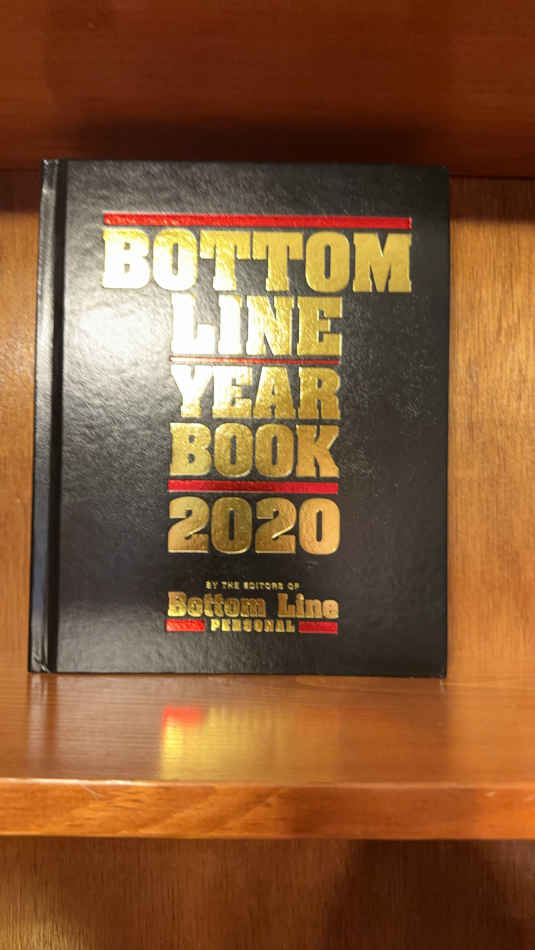 BOTTOM
LINE
YEAR
BOOK
2020
BY THE EDITORS OF
Bottom Line
PERSONAL